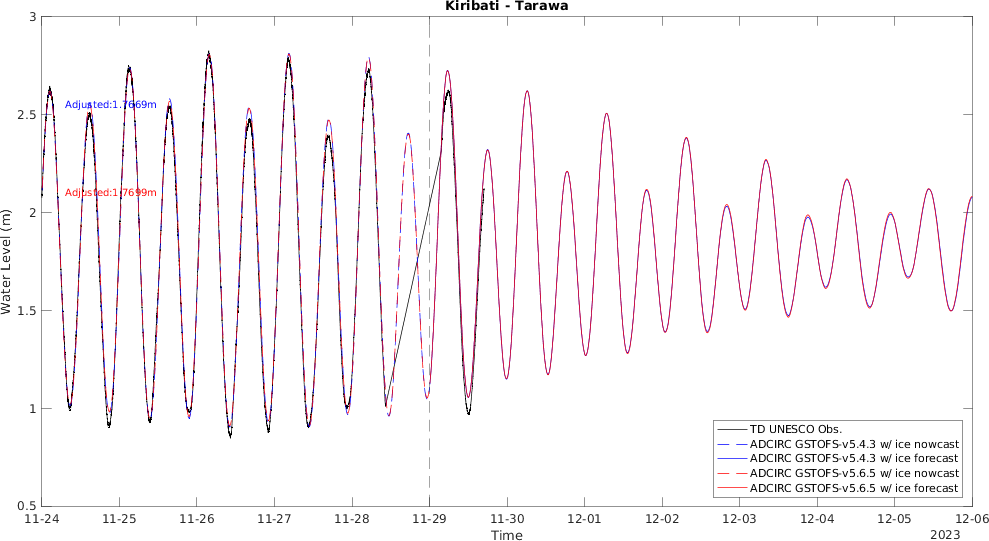 Kiribati - Tarawa
3
2.5
2
1.5
1
0.5
Water Level (m)
Adjusted:1.7669m
Adjusted:1.7699m
TD UNESCO Obs.
ADCIRC GSTOFS-v5.4.3 w/ ice nowcast
ADCIRC GSTOFS-v5.4.3 w/ ice forecast
ADCIRC GSTOFS-v5.6.5 w/ ice nowcast
ADCIRC GSTOFS-v5.6.5 w/ ice forecast
11-24 11-25 11-26 11-27 11-28 11-29 11-30 12-01 12-02 12-03 12-04 12-05 12-06
Time
2023